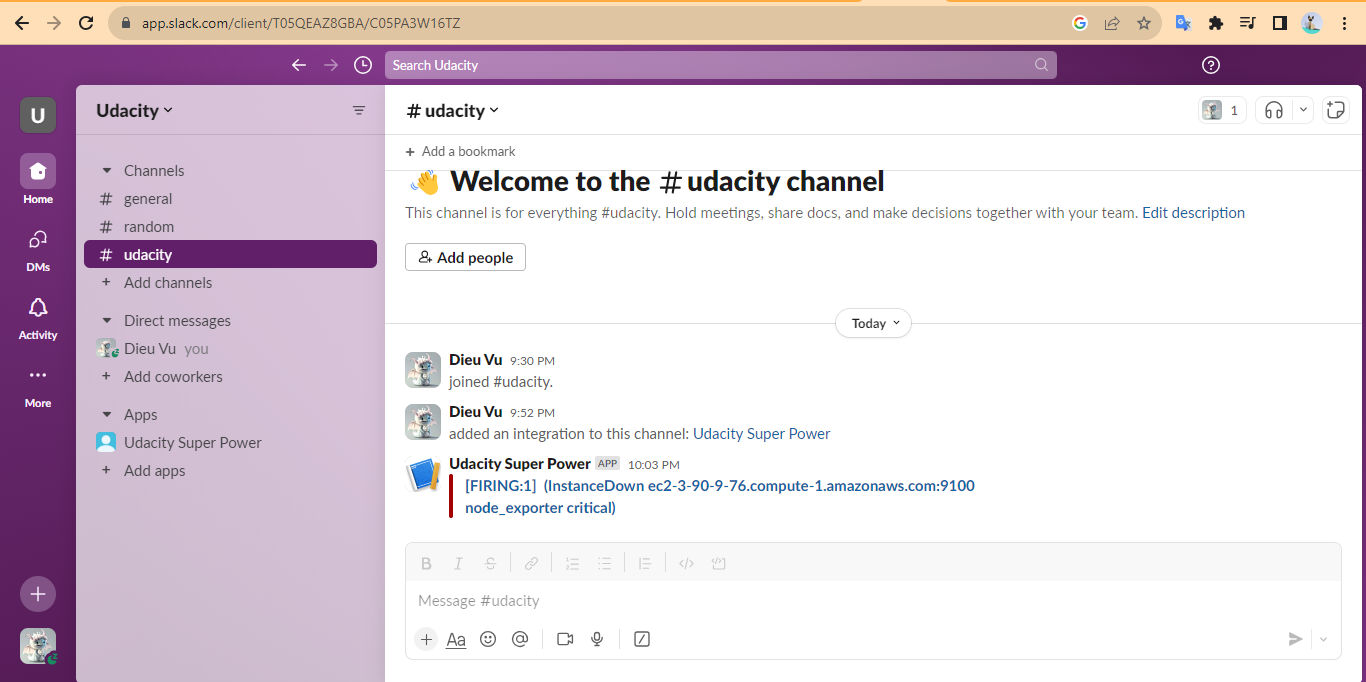 app.slack.com/client/T05QEAZ8GBA/C05PA3W16TZ
Search Udacity
U
Home
DMs
Activity
More
Udacity
Channels
# general
# random
# udacity
+ Add channels
Direct messages
Dieu Vu you
+ Add coworkers
Apps
Udacity Super Power
+ Add apps
# udacity
1
+ Add a bookmark
👋 Welcome to the # udacity channel
This channel is for everything #udacity. Hold meetings, share docs, and make decisions together with your team. Edit description
Add people
Today
Dieu Vu 9:30 PM
joined #udacity.
Dieu Vu 9:52 PM
added an integration to this channel: Udacity Super Power
Udacity Super Power APP 10:03 PM
[FIRING:1] (InstanceDown ec2-3-90-9-76.compute-1.amazonaws.com:9100
node_exporter critical)
B I S
Message #udacity
+ Aa @